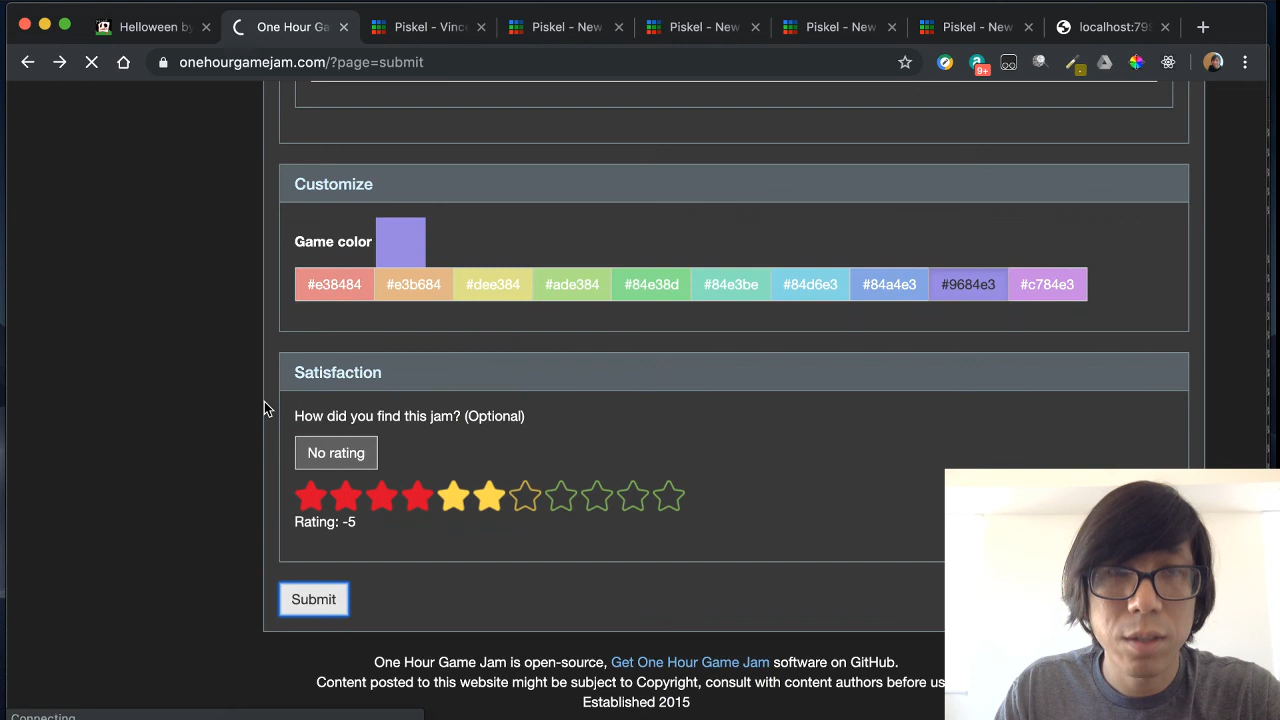 Helloween by
One Hour Ga
Piskel - Vince
Piskel - New
Piskel - New
Piskel - New
Piskel - New
localhost:799
onehourgamejam.com/?page=submit
9+
Customize
Game color
#e38484 #e3b684 #dee384 #ade384 #84e38d #84e3be #84d6e3 #84a4e3 #9684e3 #c784e3
Satisfaction
How did you find this jam? (Optional)
No rating
Rating: -5
Submit
One Hour Game Jam is open-source, Get One Hour Game Jam software on GitHub.
Content posted to this website might be subject to Copyright, consult with content authors before us
Established 2015
Connecting